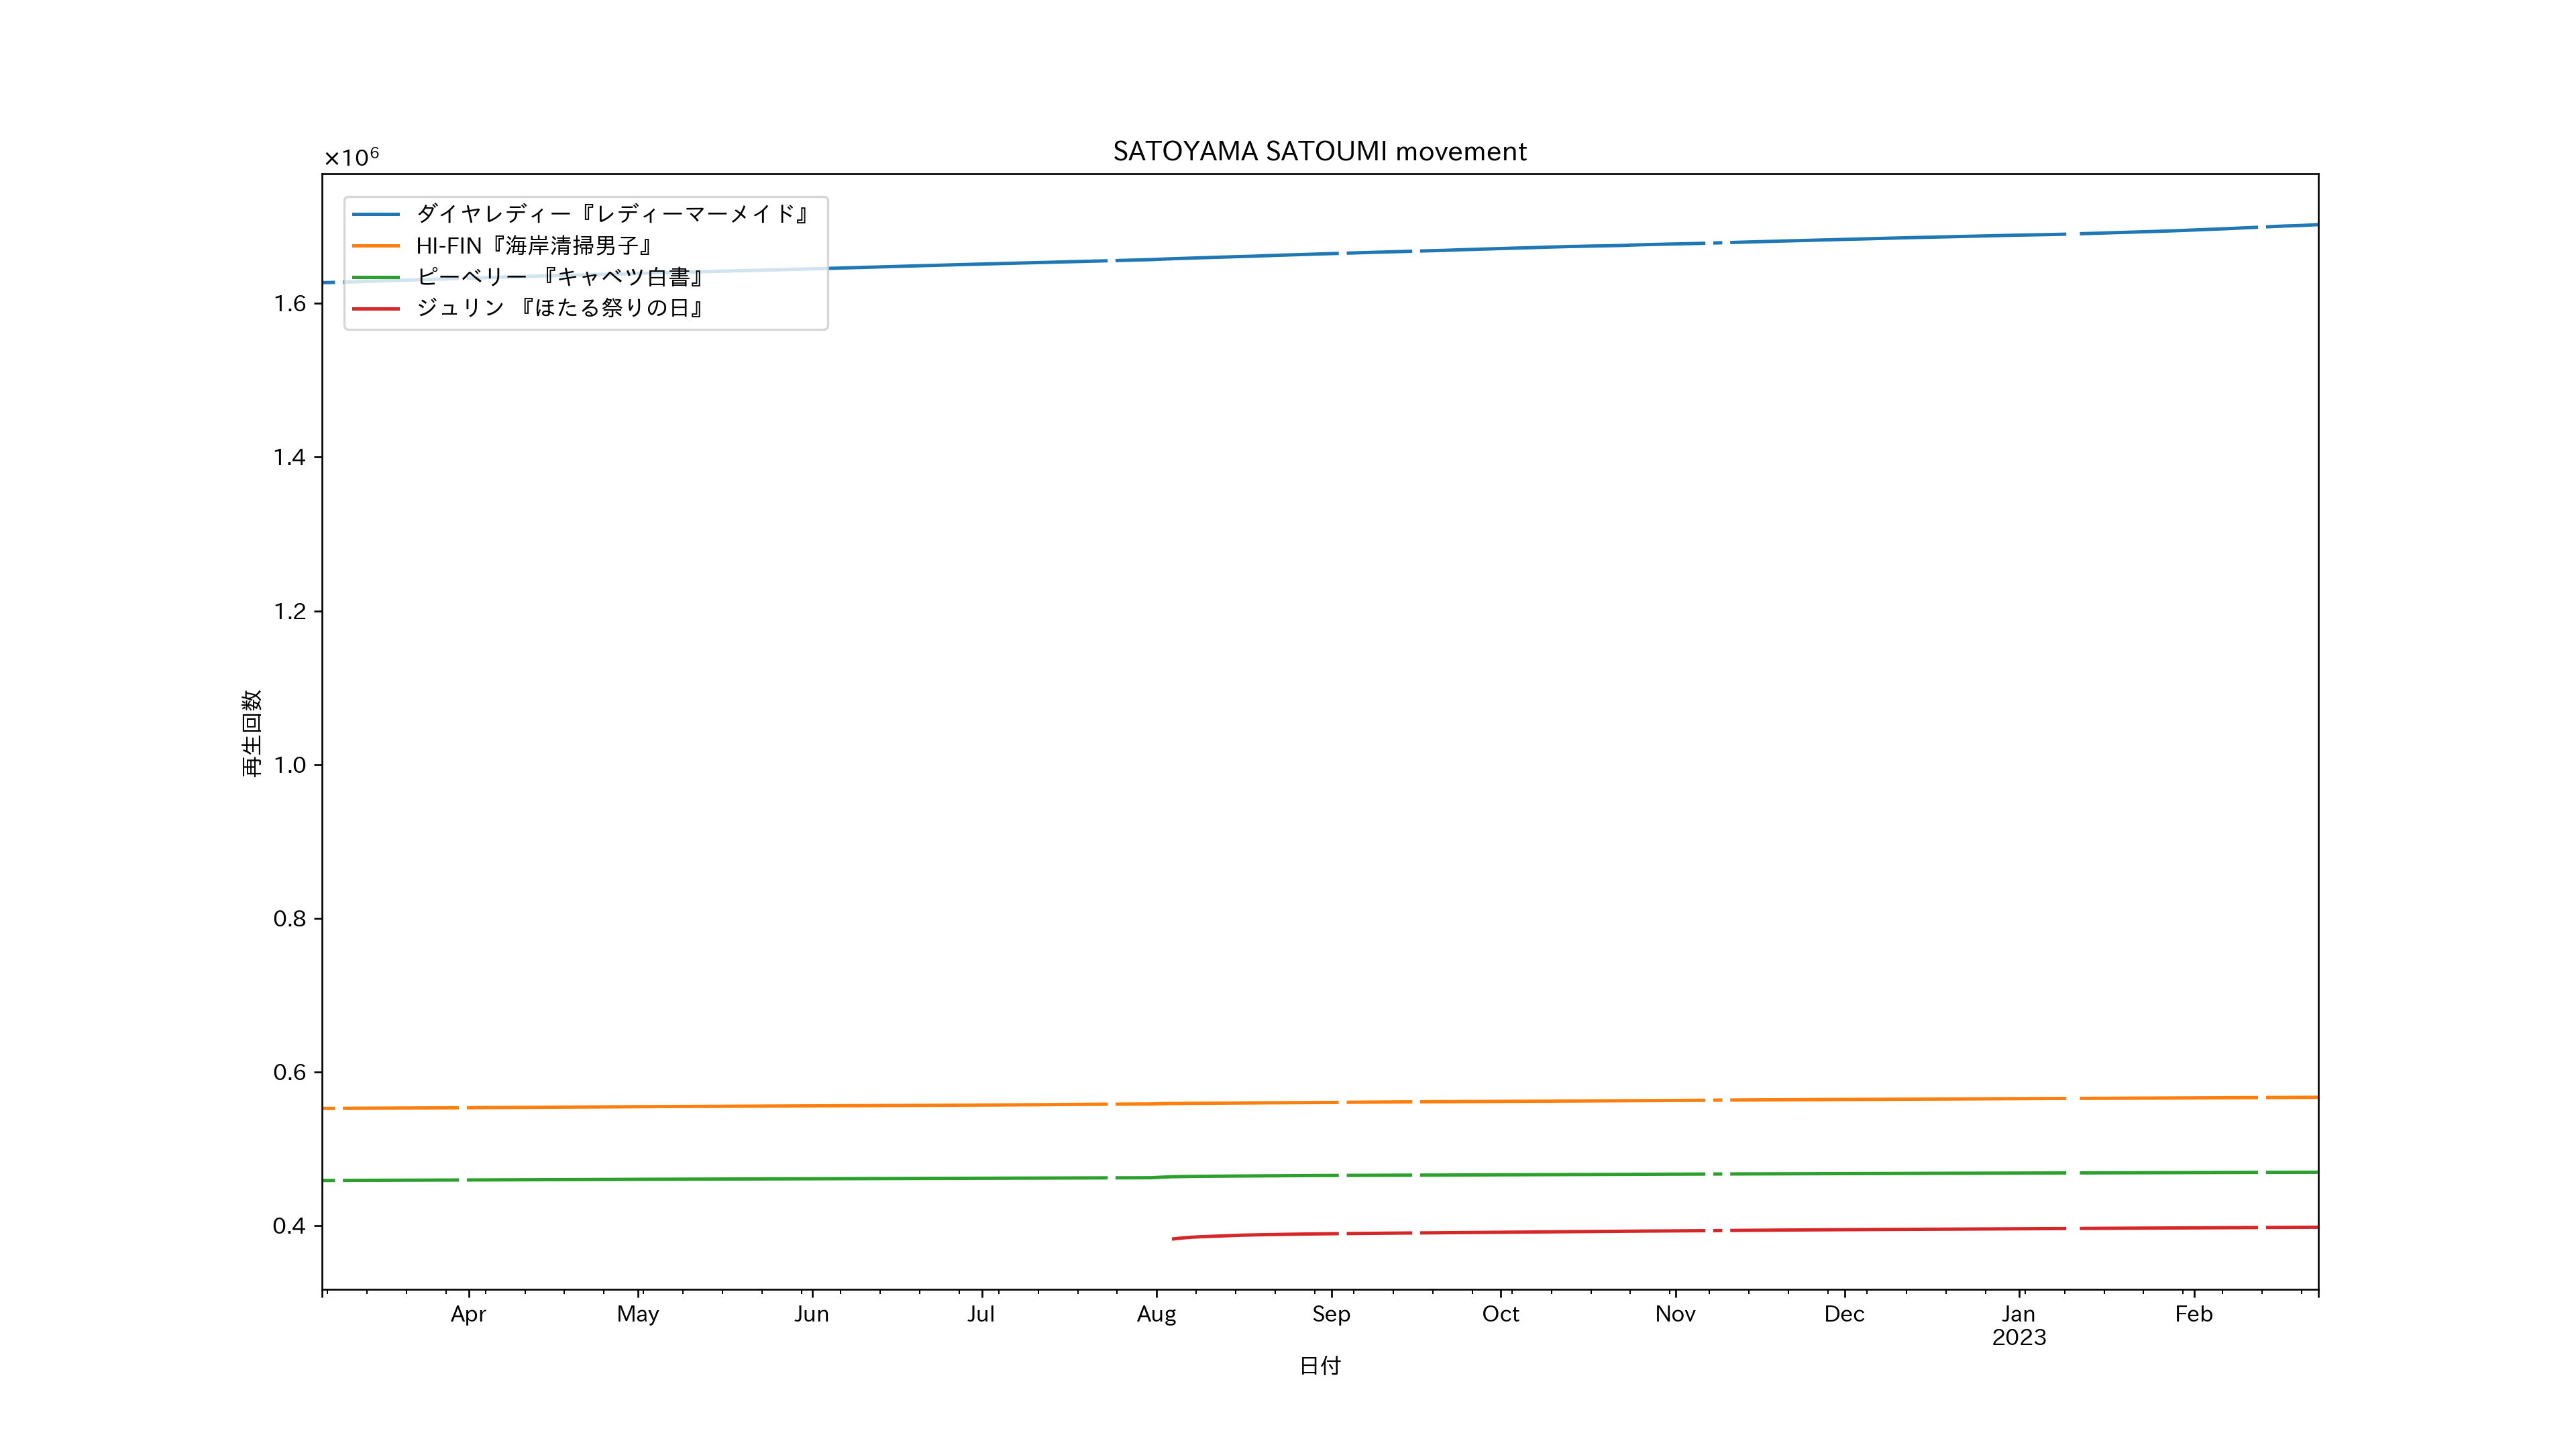 SATOYAMA SATOUMI movement
×10⁶
ダイヤレディー『レディーマーメイド』
HI-FIN『海岸清掃男子』
ピーベリー 『キャベツ白書』
ジュリン 『ほたる祭りの日』
1.6
1.4
1.2
1.0
0.8
0.6
0.4
再生回数
Apr May Jun Jul Aug Sep Oct Nov Dec Jan Feb
2023
日付